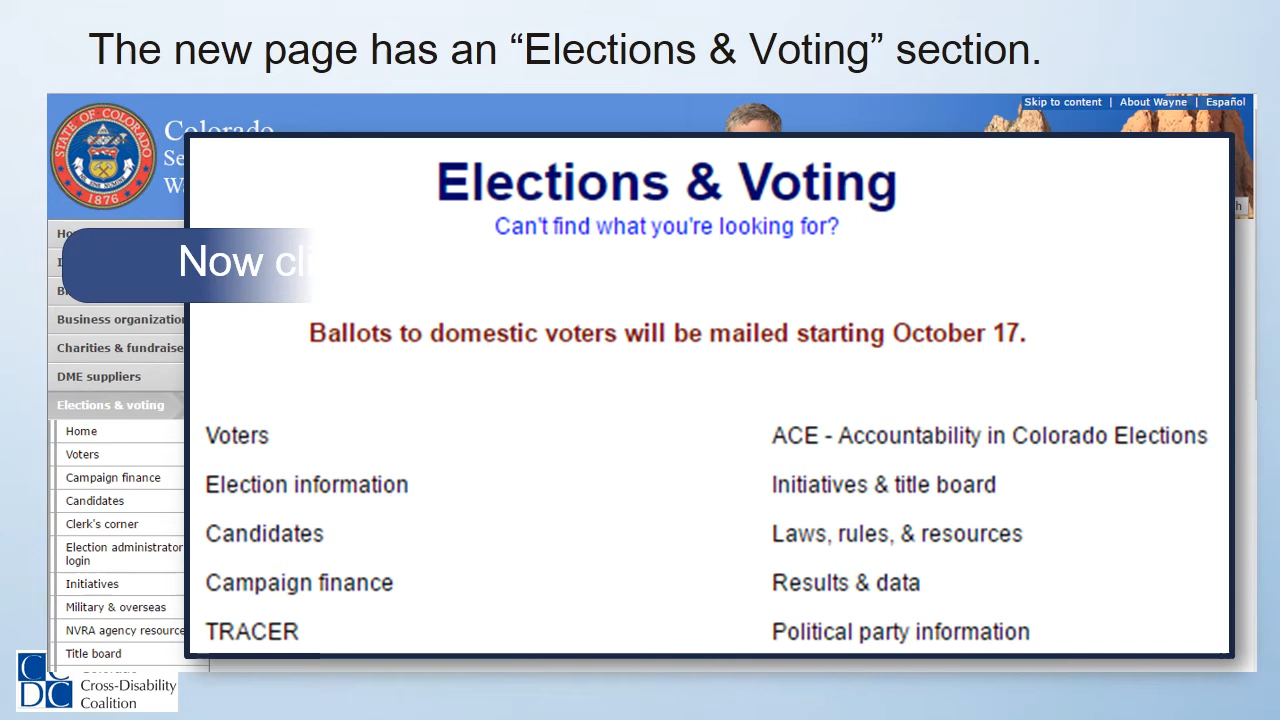 The new page has an “Elections & Voting” section.
Skip to content | About Wayne | Español
STATE OF COLORADO
1876
Colorado
Elections & Voting
Can't find what you're looking for?
Now
Ballots to domestic voters will be mailed starting October 17.
Business organizatio
Charities & fundraise
DME suppliers
Elections & voting
Home
Voters
Campaign finance
Candidates
Clerk's corner
Election administrator
login
Initiatives
Military & overseas
NVRA agency resource
Title board
Voters
Election information
Candidates
Campaign finance
TRACER
ACE - Accountability in Colorado Elections
Initiatives & title board
Laws, rules, & resources
Results & data
Political party information
CCDC
Cross-Disability
Coalition